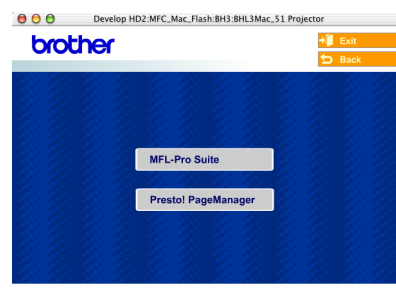 Develop HD2:MFC_Mac_Flash:BH3:BHL3Mac_51 Projector
brother
Exit
Back
MFL-Pro Suite
Presto! PageManager